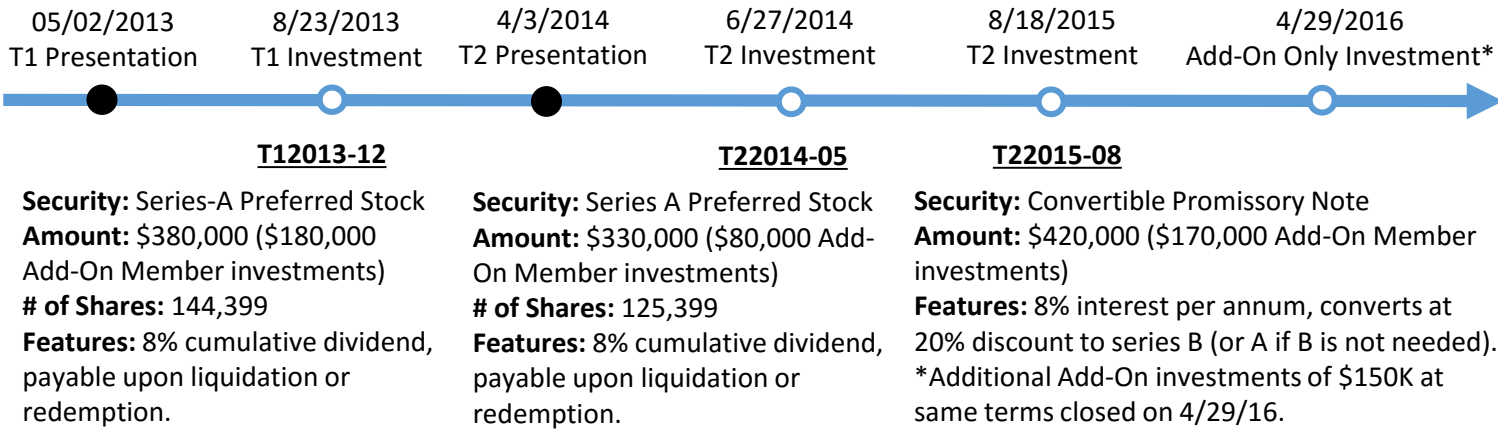 05/02/2013
T1 Presentation
8/23/2013
T1 Investment
4/3/2014
T2 Presentation
6/27/2014
T2 Investment
8/18/2015
T2 Investment
4/29/2016
Add-On Only Investment*
T12013-12
Security: Series-A Preferred Stock
Amount: $380,000 ($180,000
Add-On Member investments)
# of Shares: 144,399
Features: 8% cumulative dividend,
payable upon liquidation or
redemption.
T22014-05
Security: Series A Preferred Stock
Amount: $330,000 ($80,000 Add-
On Member investments)
# of Shares: 125,399
Features: 8% cumulative dividend,
payable upon liquidation or
redemption.
T22015-08
Security: Convertible Promissory Note
Amount: $420,000 ($170,000 Add-On Member
investments)
Features: 8% interest per annum, converts at
20% discount to series B (or A if B is not needed).
*Additional Add-On investments of $150K at
same terms closed on 4/29/16.